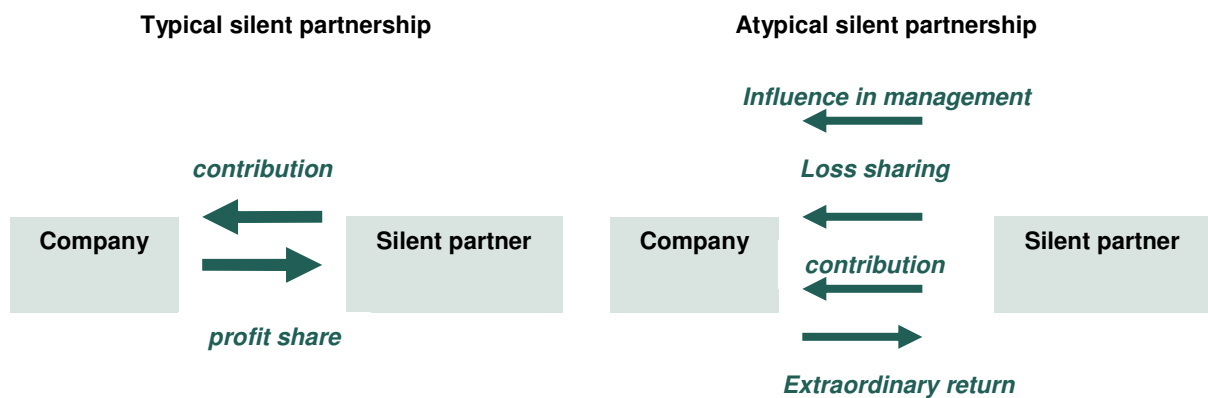 Typical silent partnership
contribution
Company
Silent partner
profit share
Atypical silent partnership
Influence in management
Loss sharing
Company
Silent partner
contribution
Extraordinary return